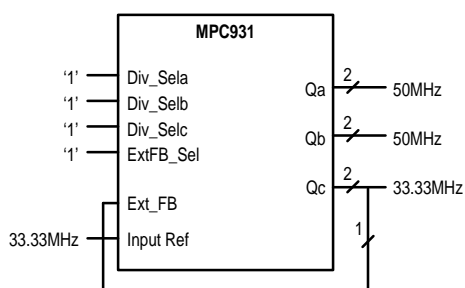 MPC931
‘1’ Div_Sela
‘1’ Div_Selb
‘1’ Div_Selc
‘1’ ExtFB_Sel
Ext_FB
33.33MHz Input Ref
Qa 2 50MHz
Qb 2 50MHz
Qc 2 33.33MHz
1